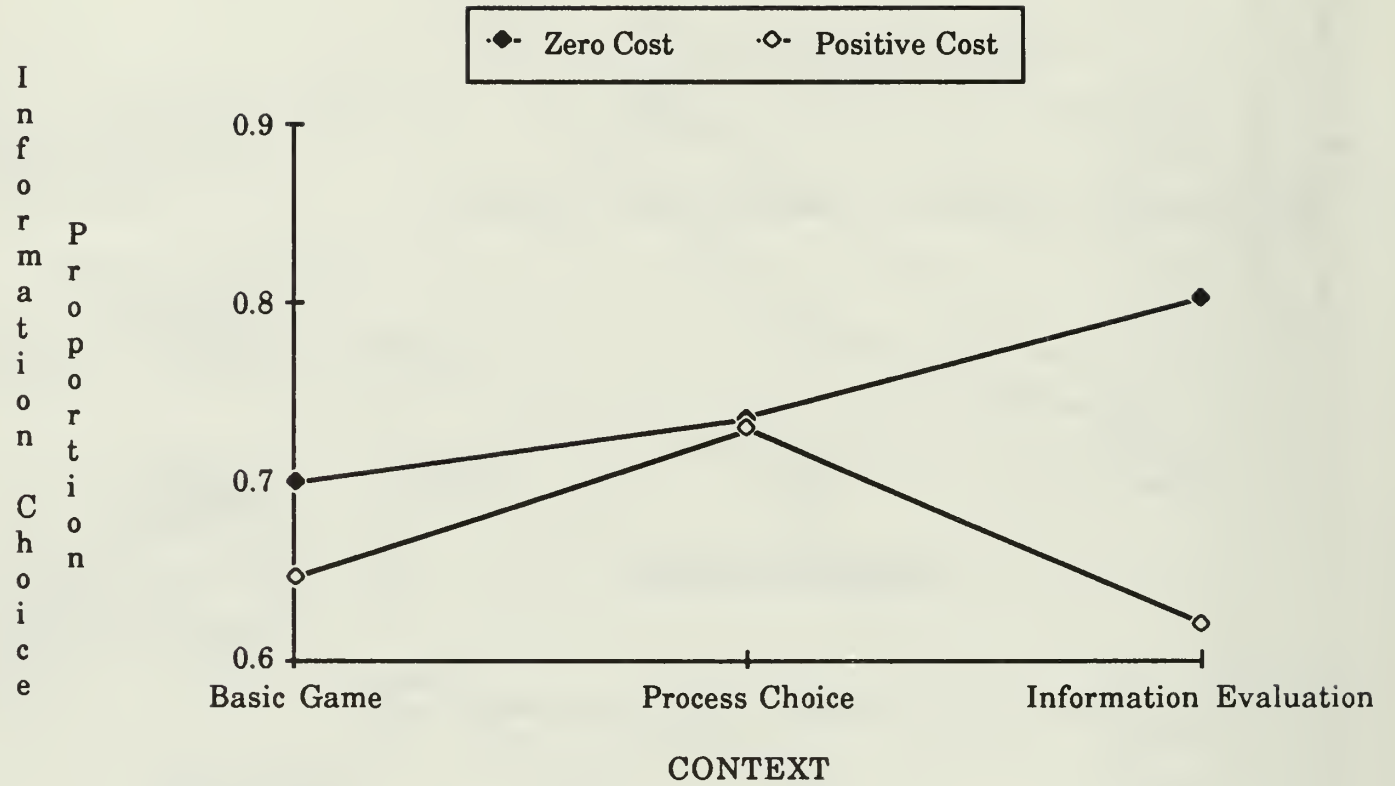 Zero Cost Positive Cost
Information Choice
Proportion
0.9
0.8
0.7
0.6
Basic Game Process Choice Information Evaluation
CONTEXT